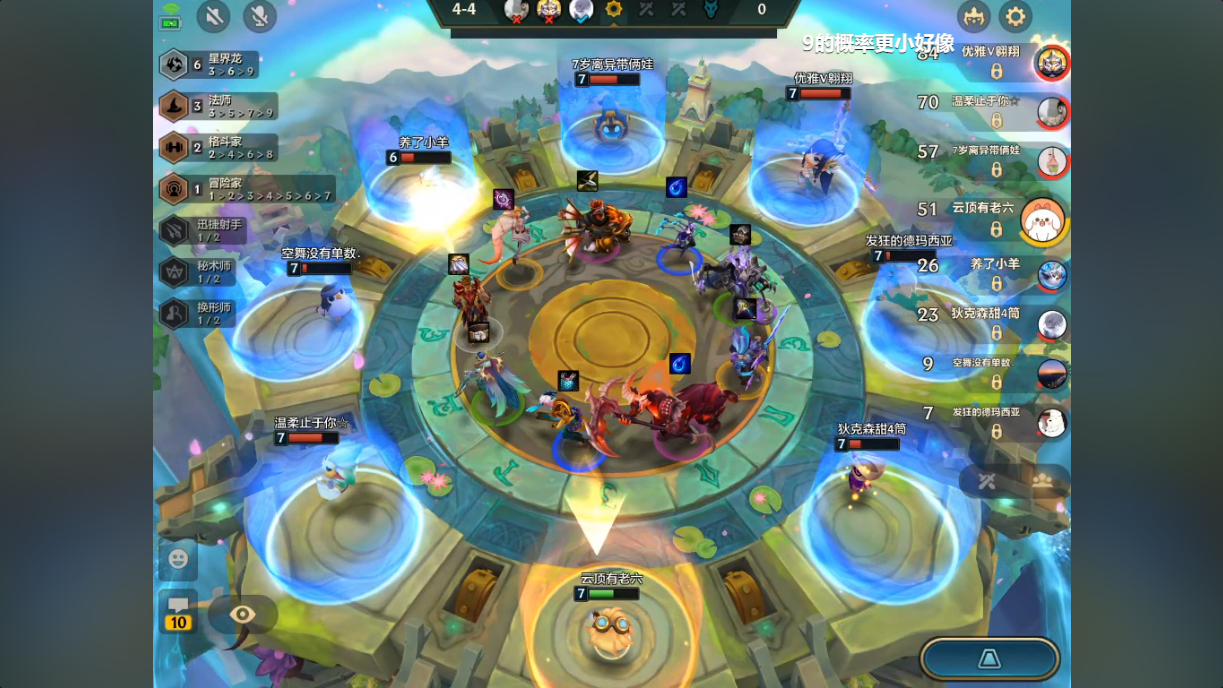 4-4
0
9的概率更小好像
6 星界龙
3 > 6 > 9
3 法师
3 > 5 > 7 > 9
2 格斗家
2 > 4 > 6 > 8
1 冒险家
1 > 2 > 3 > 4 > 5 > 6 > 7
迅捷射手
1 / 2
秘术师
1 / 2
换形师
1 / 2
7岁离异带俩娃
7
优雅V翱翔
7
养了小羊
6
空舞没有单数.
7
发狂的德玛西亚
7
温柔止于你☆
7
狄克森甜4筒
7
云顶有老六
7
84 优雅V翱翔
70 温柔止于你☆
57 7岁离异带俩娃
51 云顶有老六
26 养了小羊
23 狄克森甜4筒
9 空舞没有单数.
7 发狂的德玛西亚
10